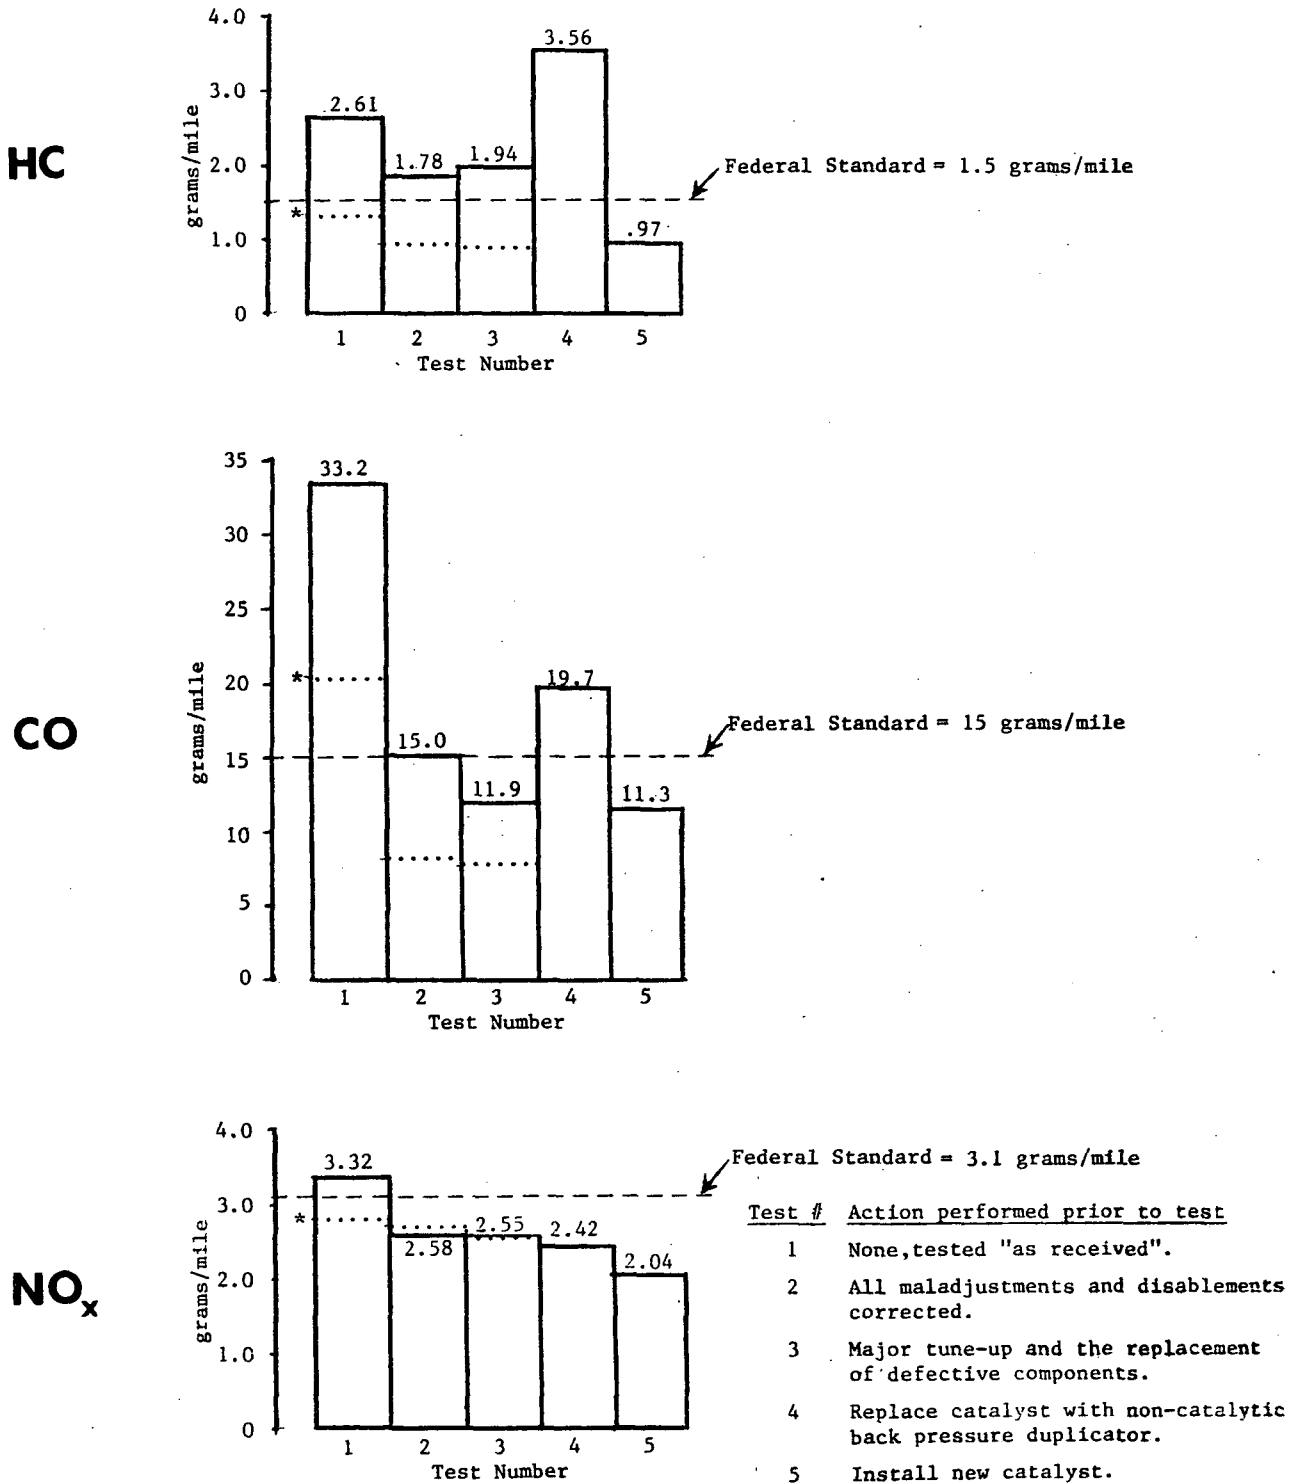 HC
grams/mile
4.0
3.0
2.0
1.0
0
2.61
1.78
1.94
3.56
.97
*
Federal Standard = 1.5 grams/mile
1 2 3 4 5
Test Number
CO
grams/mile
35
30
25
20
15
10
5
0
33.2
15.0
11.9
19.7
11.3
*
Federal Standard = 15 grams/mile
1 2 3 4 5
Test Number
NOx
grams/mile
4.0
3.0
2.0
1.0
0
3.32
2.58
2.55
2.42
2.04
*
Federal Standard = 3.1 grams/mile
1 2 3 4 5
Test Number
Test # Action performed prior to test
1 None,tested "as received".
2 All maladjustments and disablements
corrected.
3 Major tune-up and the replacement
of defective components.
4 Replace catalyst with non-catalytic
back pressure duplicator.
5 Install new catalyst.